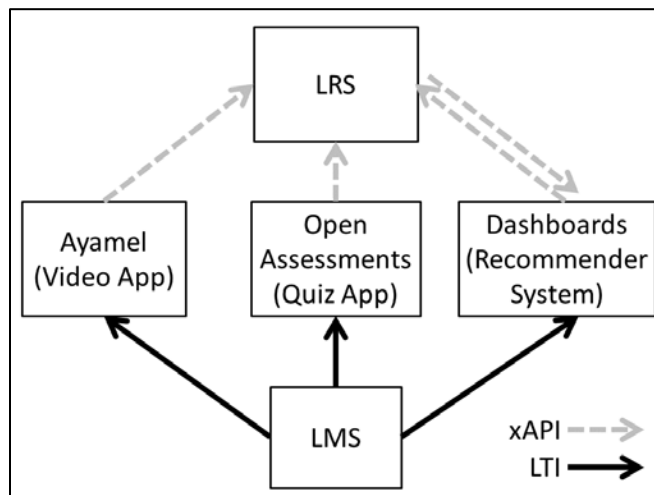 LRS
Ayamel
(Video App)
Open
Assessments
(Quiz App)
Dashboards
(Recommender
System)
LMS
xAPI
LTI